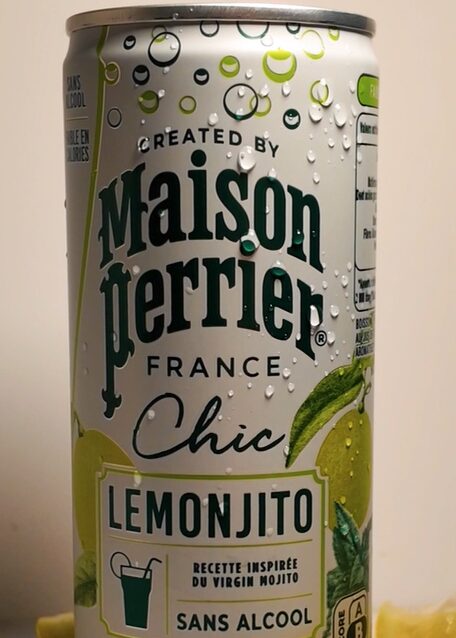 SANS
ALCOOL
CREATED BY
Maison
Perrier®
FRANCE
Chic
LEMONJITO
RECETTE INSPIRÉE
DU VIRGIN MOJITO
SANS ALCOOL
A
B